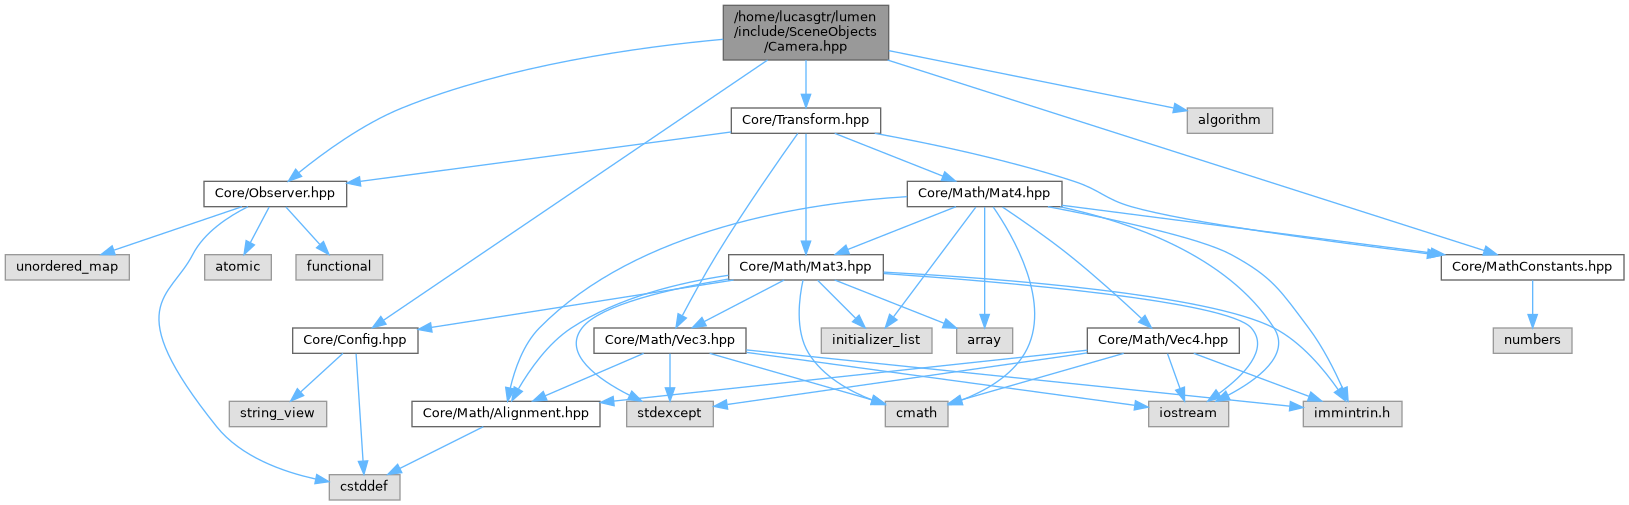 /home/lucasgtr/lumen
/include/SceneObjects
/Camera.hpp
Core/Transform.hpp
algorithm
Core/Observer.hpp
Core/Math/Mat4.hpp
unordered_map
atomic
functional
Core/Math/Mat3.hpp
Core/MathConstants.hpp
Core/Config.hpp
Core/Math/Vec3.hpp
initializer_list
array
Core/Math/Vec4.hpp
numbers
string_view
Core/Math/Alignment.hpp
stdexcept
cmath
iostream
immintrin.h
cstddef